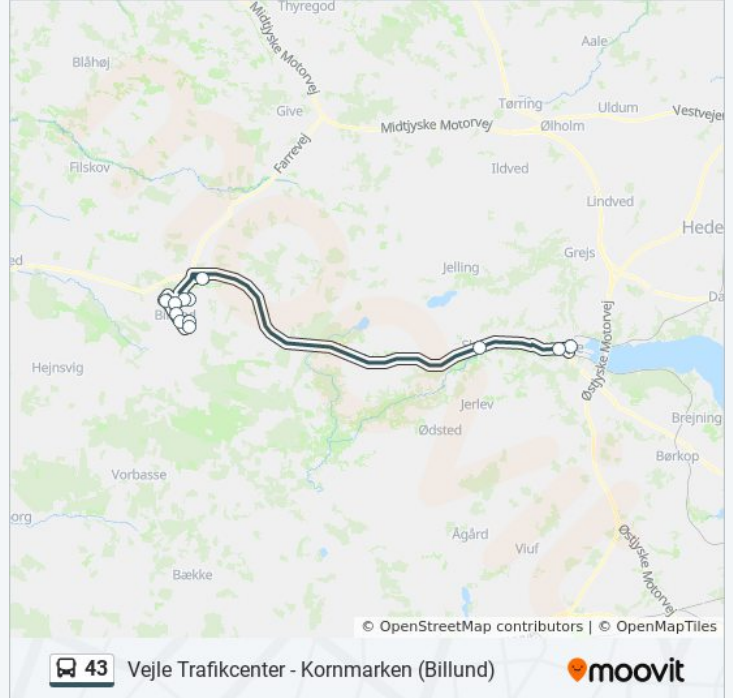 Thyregod
Midtjyske Motorvej
Aale
Blåhøj
Tørring
Uldum
Give
Midtjyske Motorvej
Ølholm
Farrevej
Filskov
Ildved
Lindved
Grejs
Jelling
Hejnsvig
Østjyske Motorvej
Jerlev
Brejning
Ødsted
Børkop
Vorbasse
Ågård
Viuf
Østjyske Motorvej
Bække
© OpenStreetMap contributors | © OpenMapTiles
43 Vejle Trafikcenter - Kornmarken (Billund)
moovit